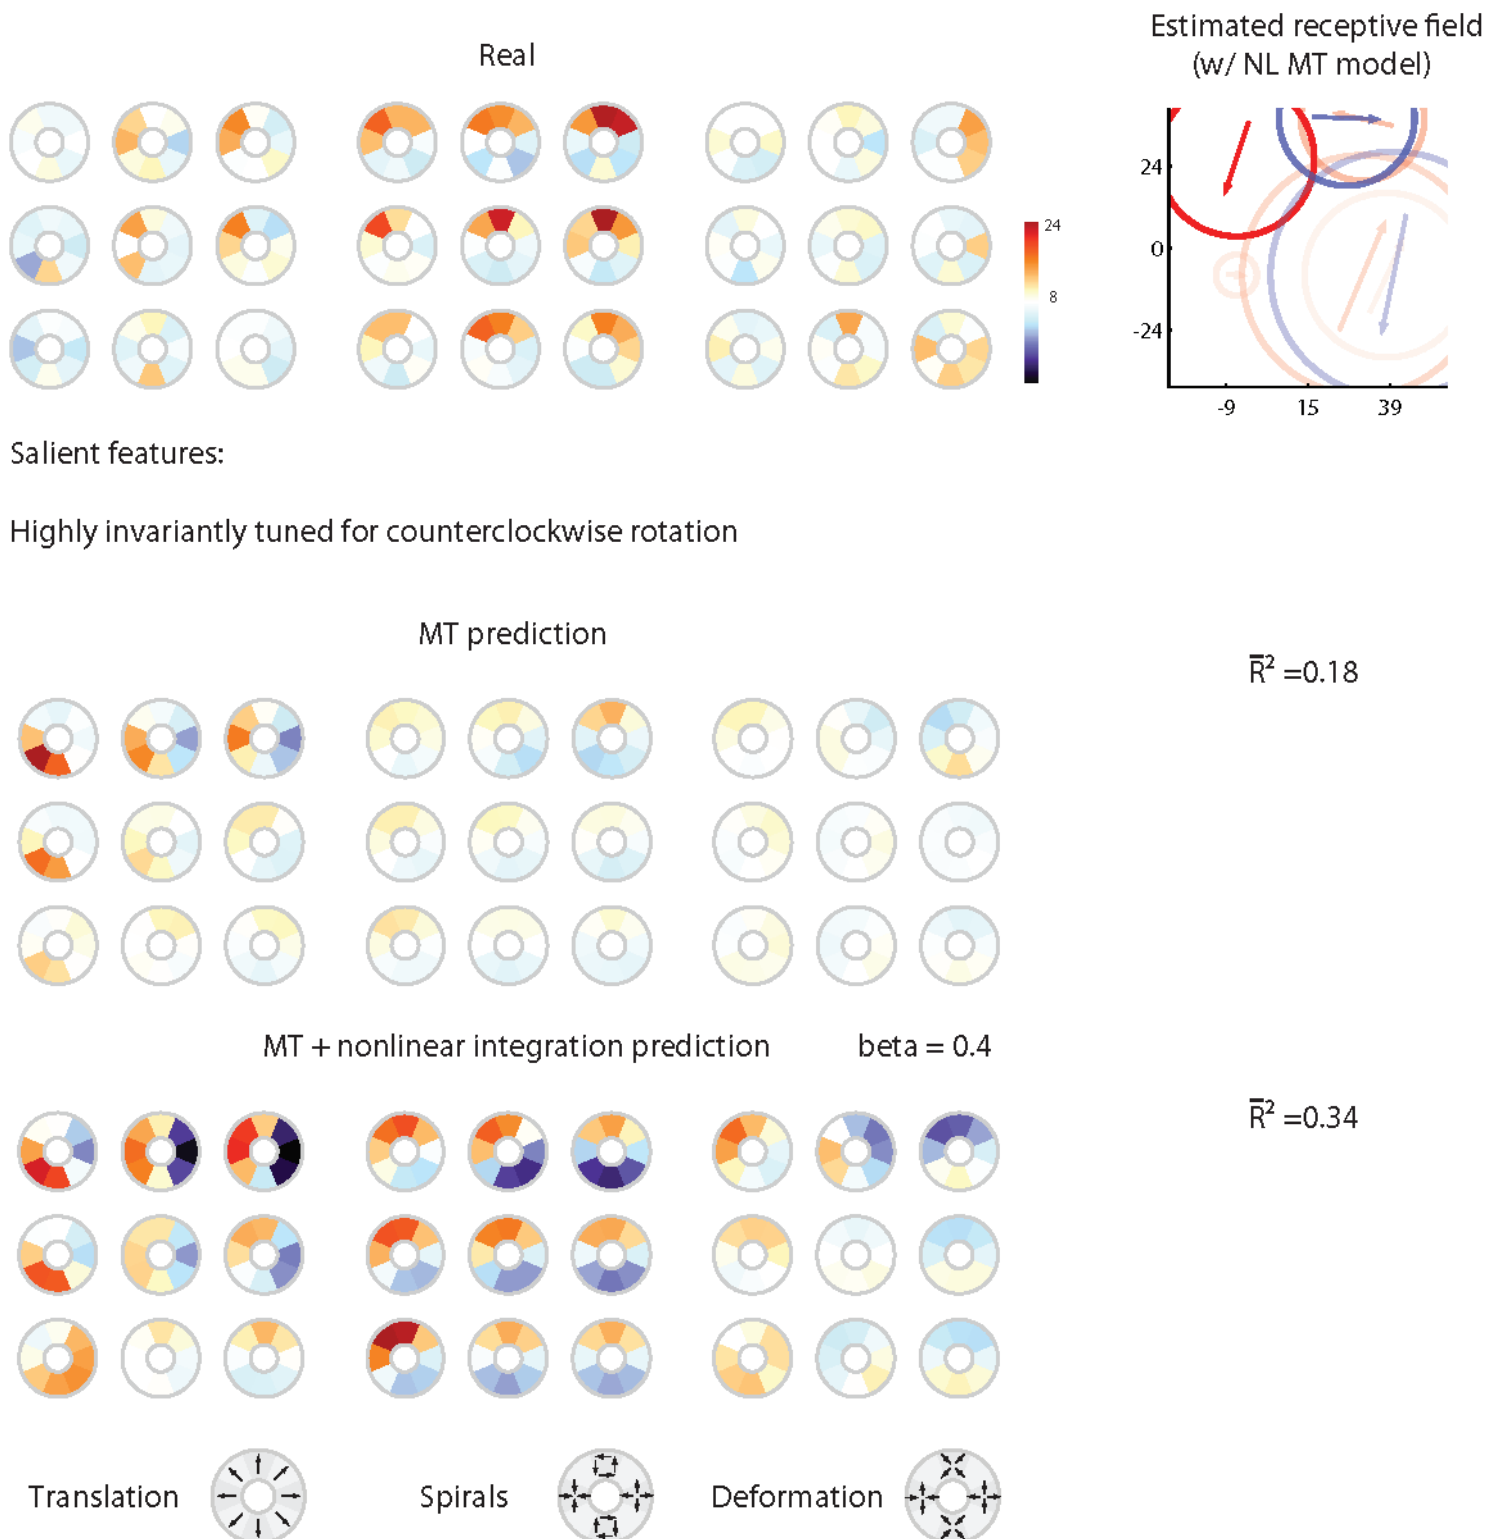 Estimated receptive field
(w/ NL MT model)
Real
24
8
24
0
-24
-9 15 39
Salient features:
Highly invariantly tuned for counterclockwise rotation
MT prediction
R̅² =0.18
MT + nonlinear integration prediction beta = 0.4
R̅² =0.34
Translation Spirals Deformation